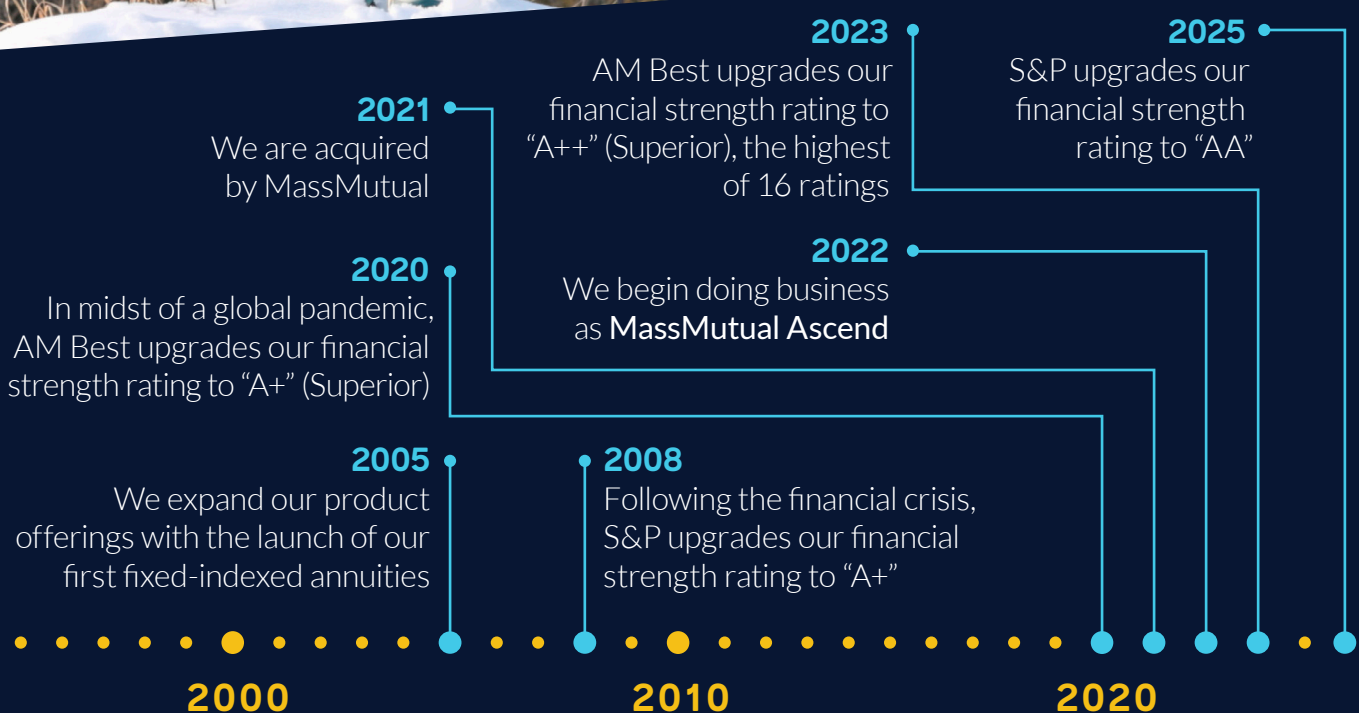 2023
AM Best upgrades our
financial strength rating to
“A++” (Superior), the highest
of 16 ratings
2025
S&P upgrades our
financial strength
rating to “AA”
2021
We are acquired
by MassMutual
2022
We begin doing business
as MassMutual Ascend
2020
In midst of a global pandemic,
AM Best upgrades our financial
strength rating to “A+” (Superior)
2005
We expand our product
offerings with the launch of our
first fixed-indexed annuities
2008
Following the financial crisis,
S&P upgrades our financial
strength rating to “A+”
2000
2010
2020